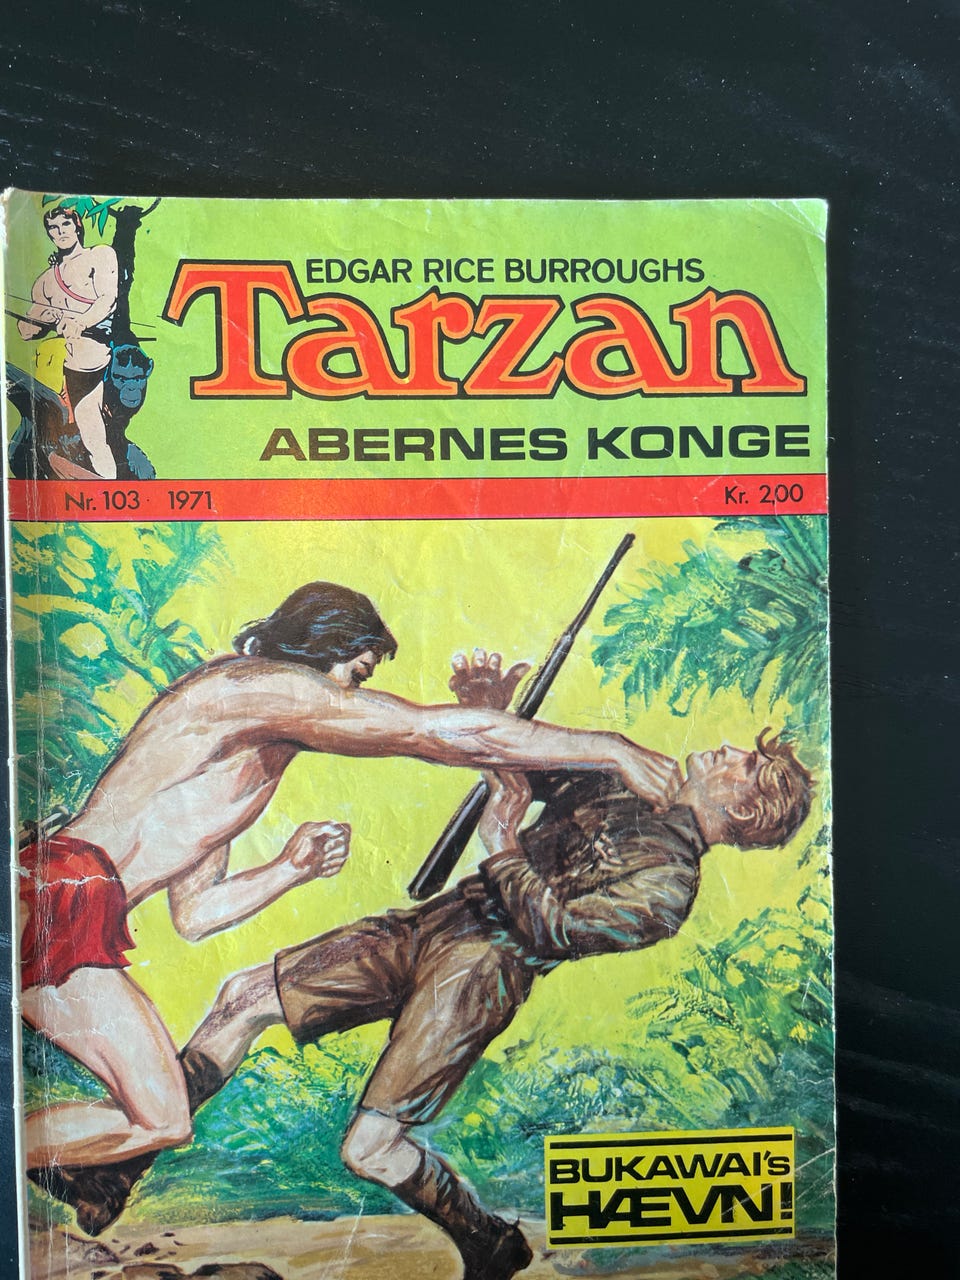 EDGAR RICE BURROUGHS
Tarzan
ABERNES KONGE
Nr. 103 · 1971 Kr. 2,00
BUKAWAI's
HÆVN!